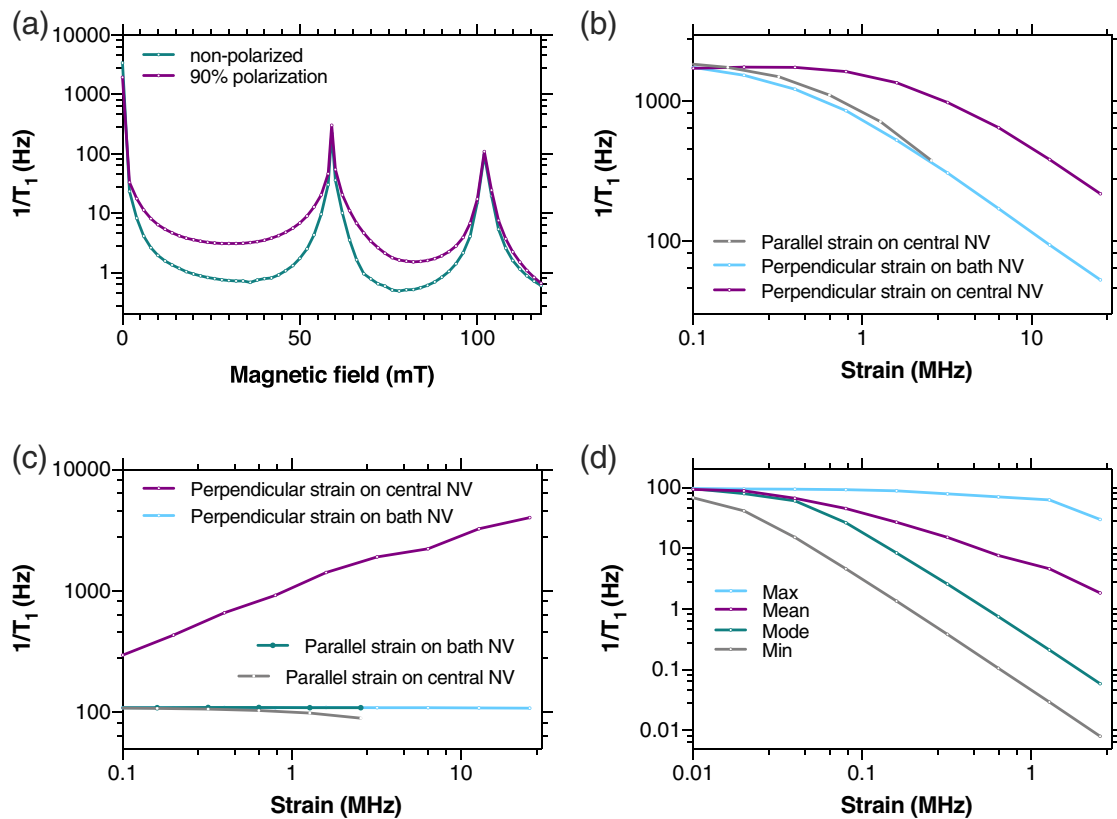 (a)
10000
1000
100
10
1
1/T₁ (Hz)
non-polarized
90% polarization
0
50
100
Magnetic field (mT)
(b)
1000
100
1/T₁ (Hz)
Parallel strain on central NV
Perpendicular strain on bath NV
Perpendicular strain on central NV
0.1
1
10
Strain (MHz)
(c)
10000
1000
100
1/T₁ (Hz)
Perpendicular strain on central NV
Perpendicular strain on bath NV
Parallel strain on bath NV
Parallel strain on central NV
0.1
1
10
Strain (MHz)
(d)
100
10
1
0.1
0.01
1/T₁ (Hz)
Max
Mean
Mode
Min
0.01
0.1
1
Strain (MHz)